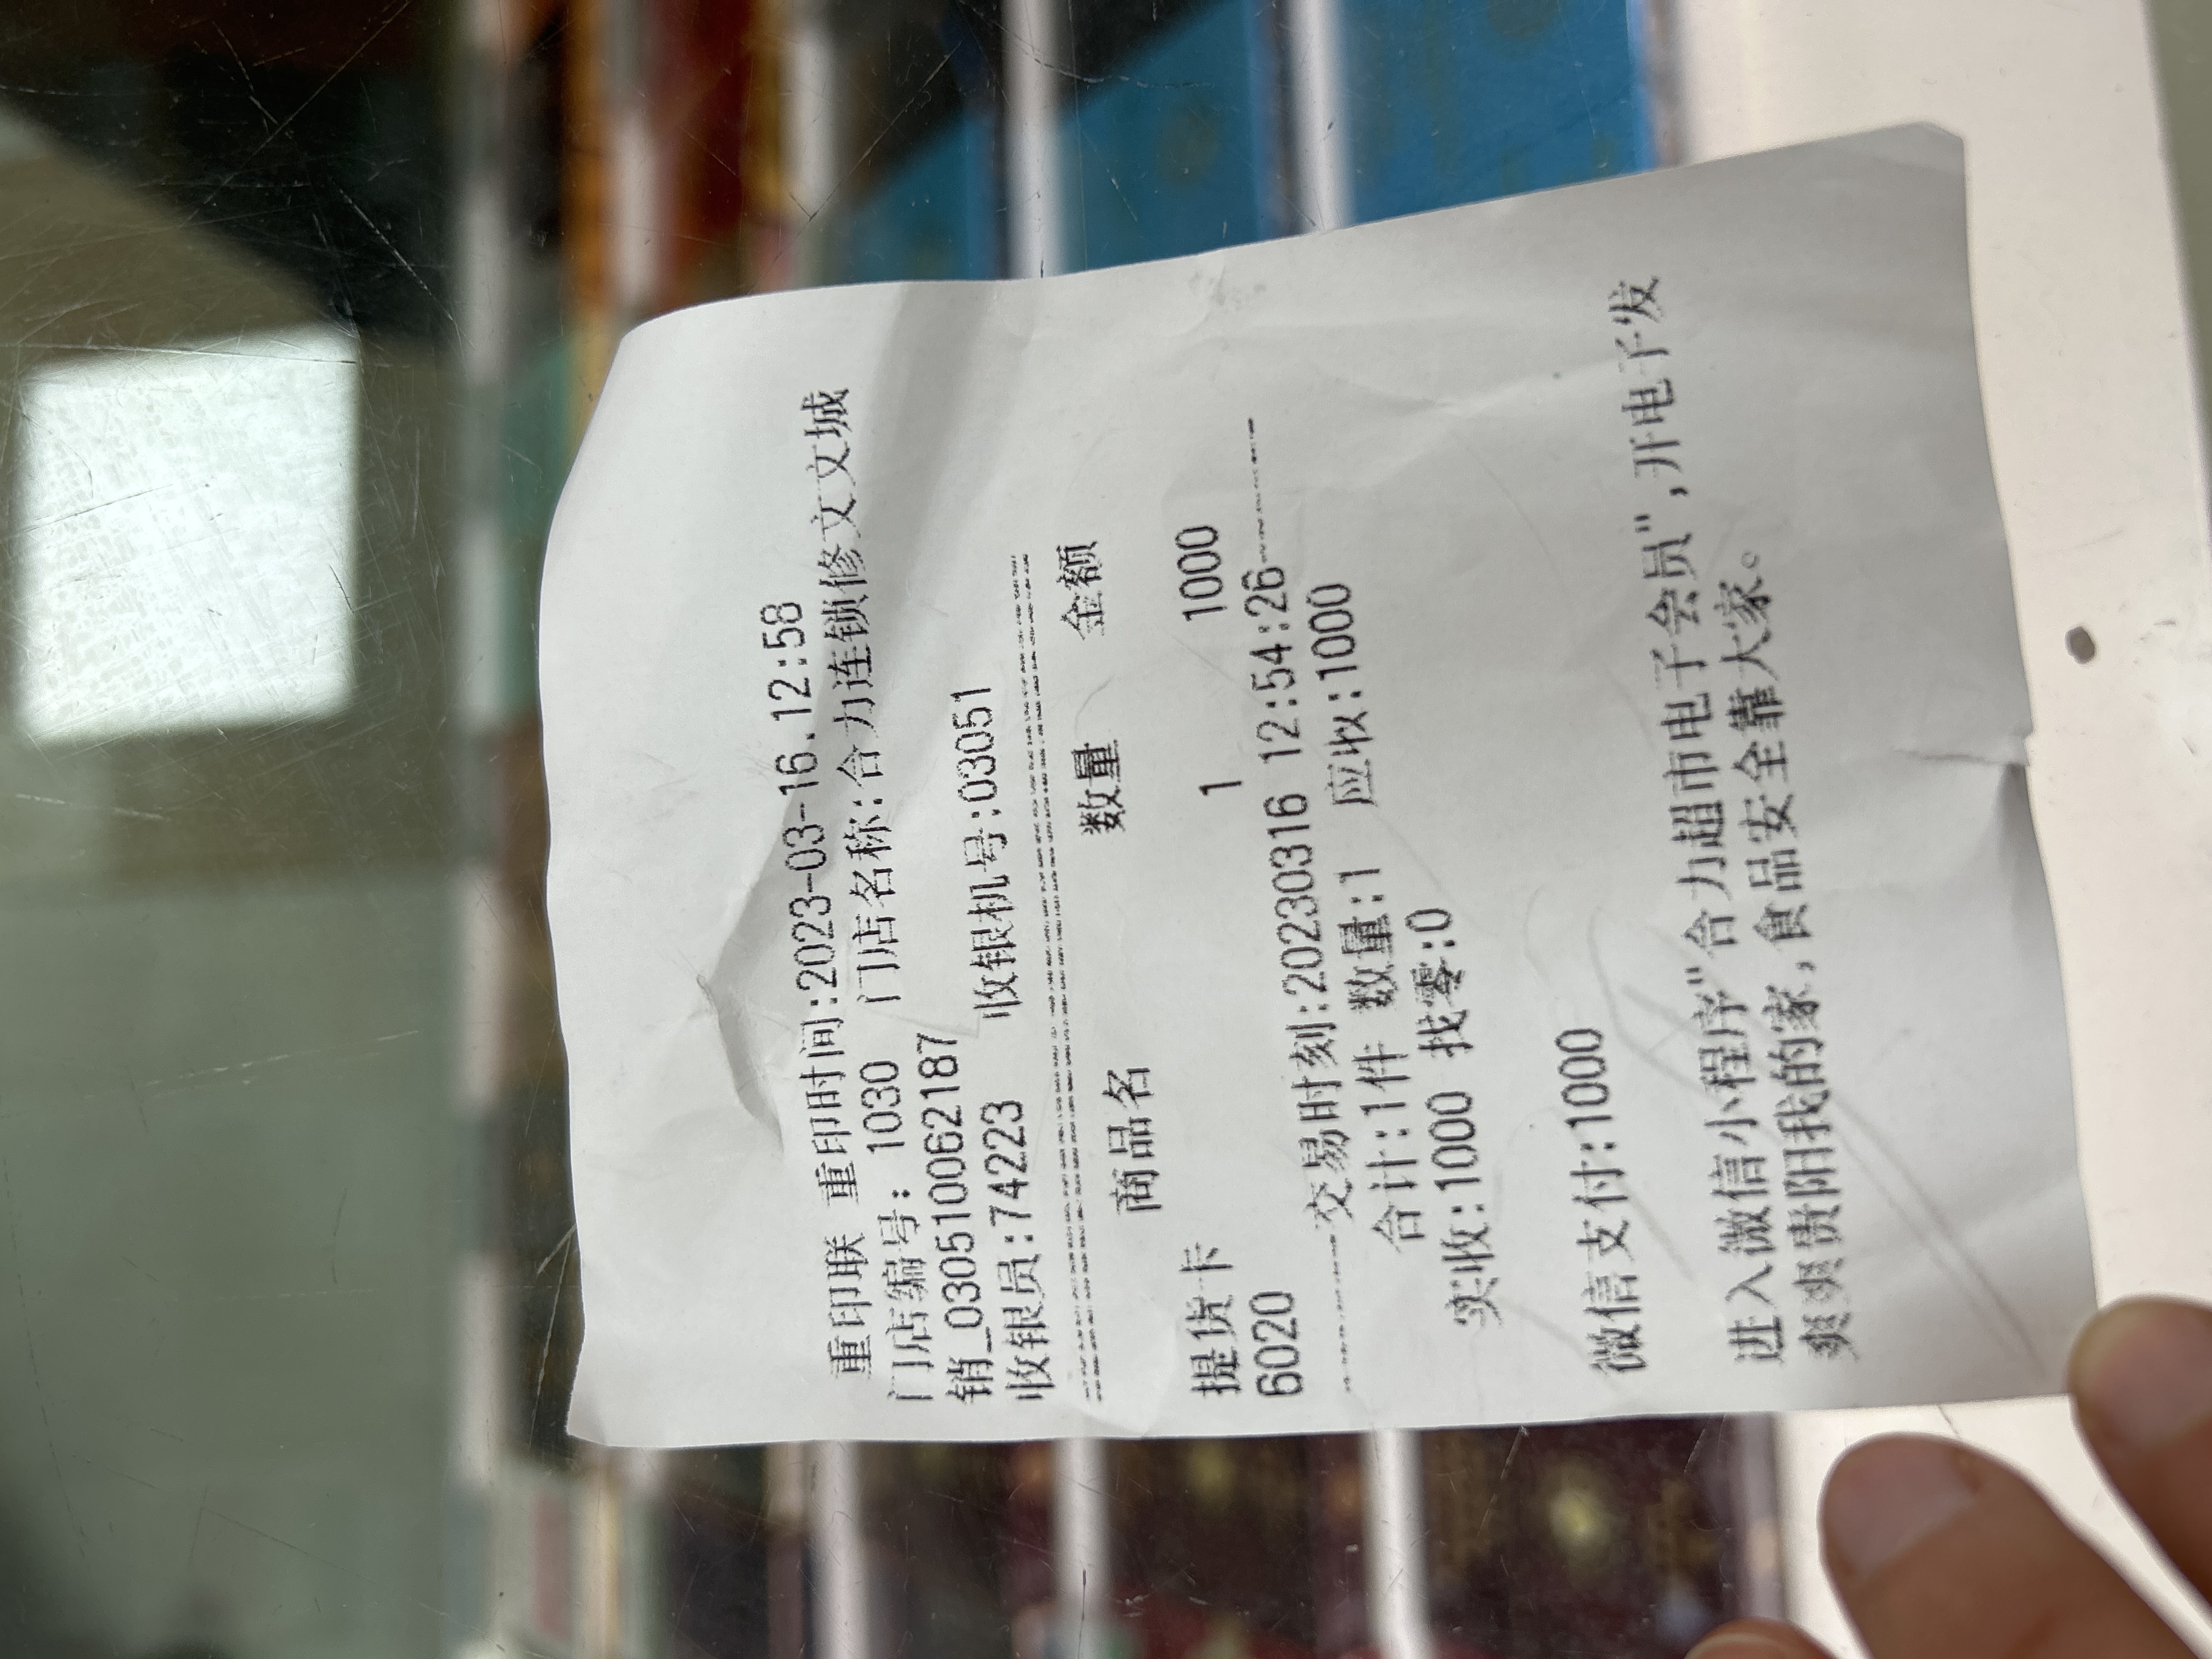 重印联 重印时间:2023-03-16.12:58
门店编号: 1030 门店名称:合力连锁修文文城
销_030510062187
收银员:74223 收银机号:03051
商品名 数量 金额
提货卡 1 1000
6020
交易时刻:20230316 12:54:26
合计:1件 数量:1 应收:1000
实收:1000 找零:0
微信支付:1000
进入微信小程序"合力超市电子会员",开电子发
爽爽贵阳我的家,食品安全靠大家。